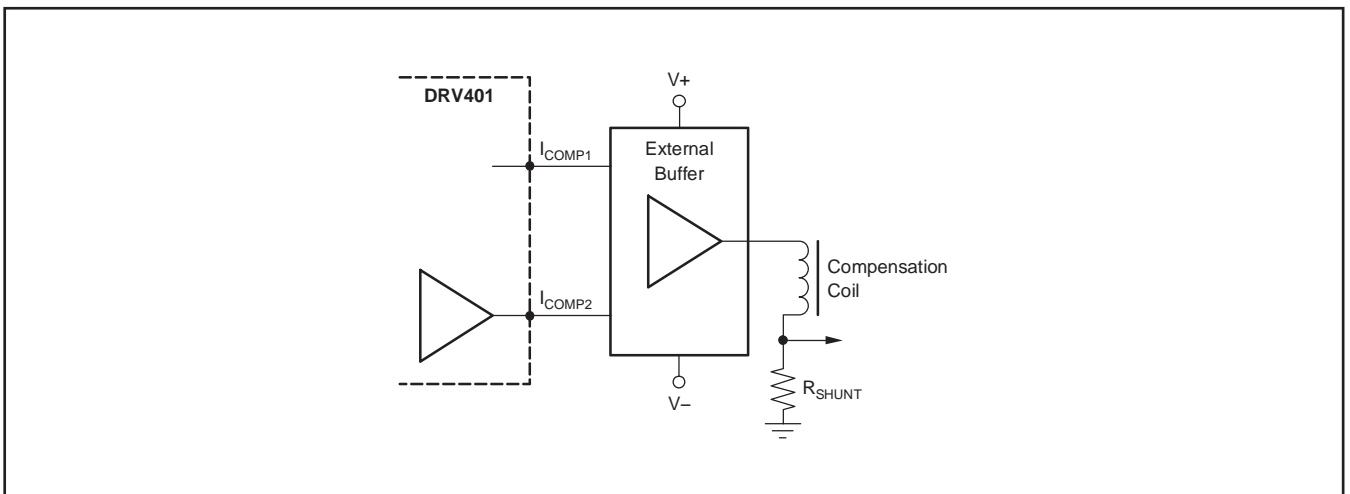 DRV401
V+
I_COMP1
External
Buffer
Compensation
Coil
I_COMP2
R_SHUNT
V–